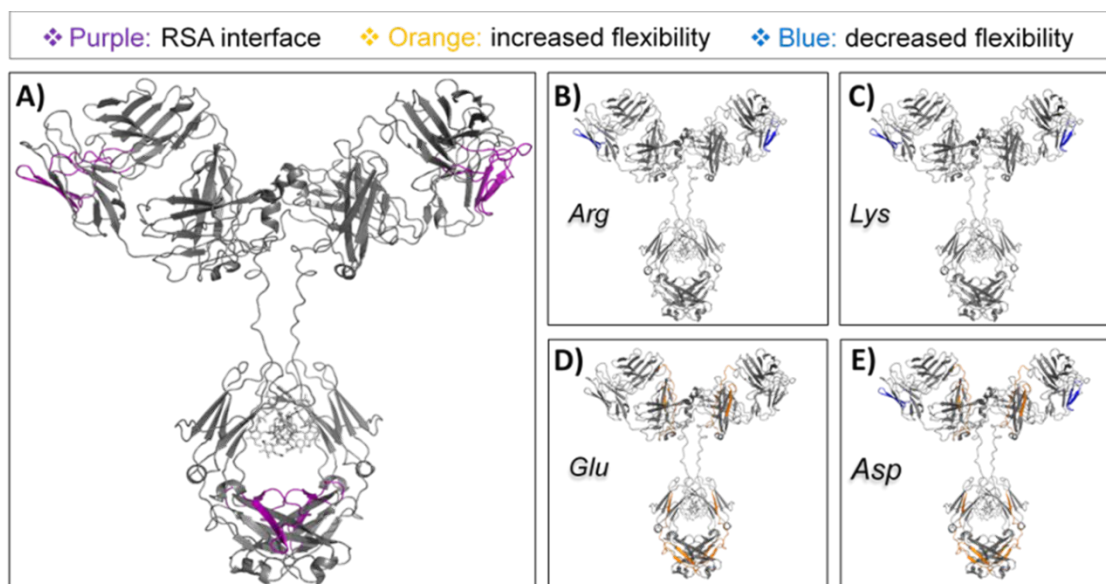 ❖ Purple: RSA interface ❖ Orange: increased flexibility ❖ Blue: decreased flexibility
A)
B)
Arg
C)
Lys
D)
Glu
E)
Asp